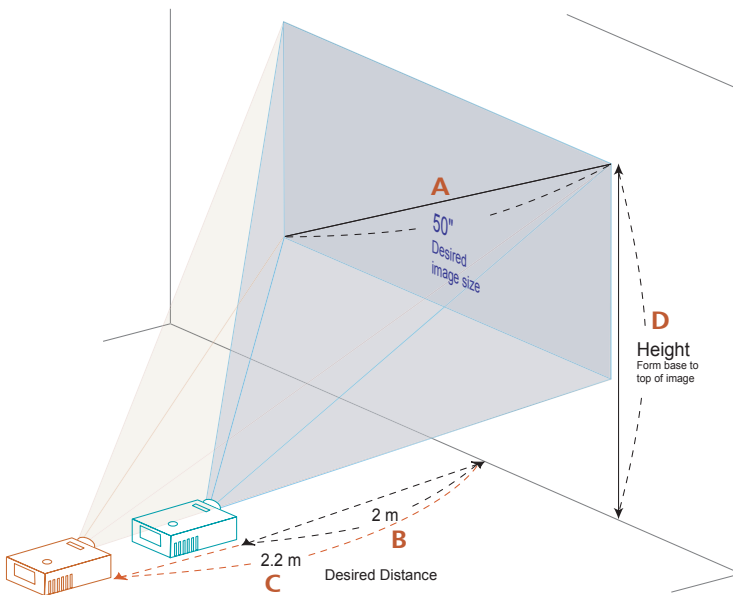 A
50"
Desired
image size
D
Height
Form base to
top of image
2 m
B
2.2 m
C
Desired Distance